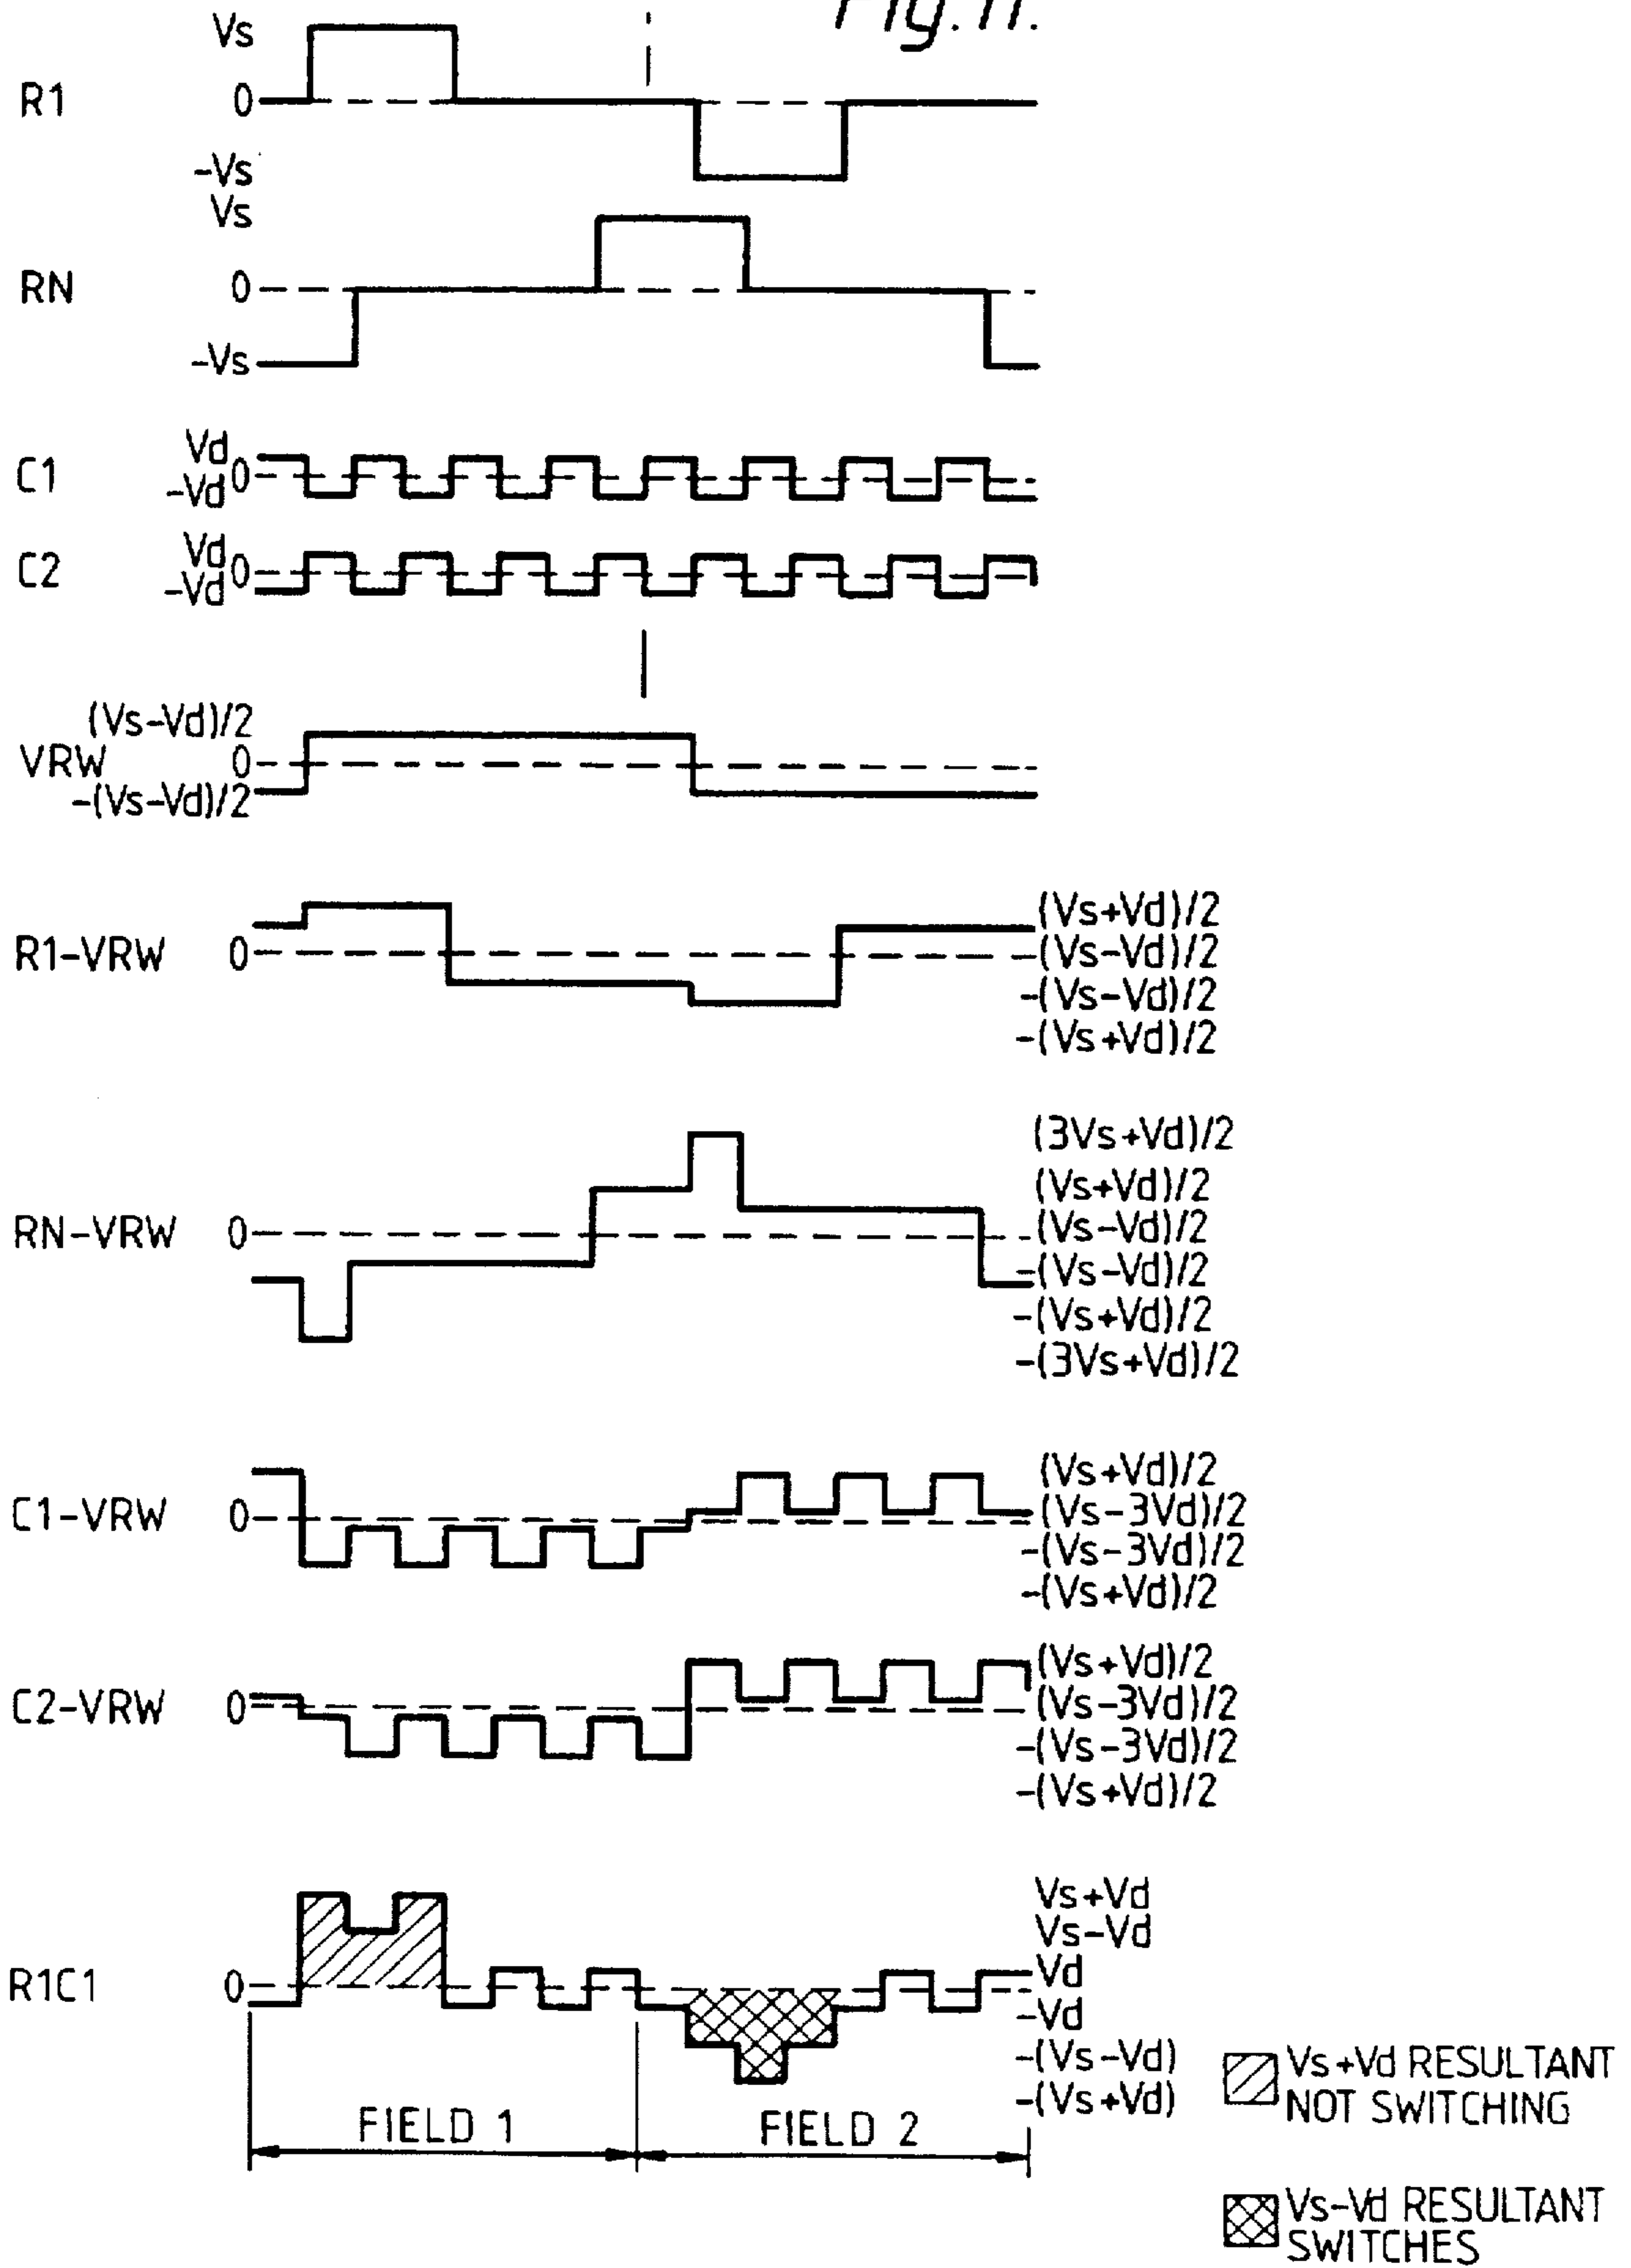 Fig.11.
Vs
R1 0
-Vs
Vs
RN 0
-Vs
Vd
C1 0
-Vd
Vd
C2 0
-Vd
(Vs-Vd)/2
VRW 0
-(Vs-Vd)/2
R1-VRW 0
(Vs+Vd)/2
(Vs-Vd)/2
-(Vs-Vd)/2
-(Vs+Vd)/2
RN-VRW 0
(3Vs+Vd)/2
(Vs+Vd)/2
(Vs-Vd)/2
-(Vs-Vd)/2
-(Vs+Vd)/2
-(3Vs+Vd)/2
C1-VRW 0
(Vs+Vd)/2
(Vs-3Vd)/2
-(Vs-3Vd)/2
-(Vs+Vd)/2
C2-VRW 0
(Vs+Vd)/2
(Vs-3Vd)/2
-(Vs-3Vd)/2
-(Vs+Vd)/2
R1C1 0
Vs+Vd
Vs-Vd
Vd
-Vd
-(Vs-Vd)
-(Vs+Vd)
FIELD 1 FIELD 2
Vs+Vd RESULTANT
NOT SWITCHING
Vs-Vd RESULTANT
SWITCHES